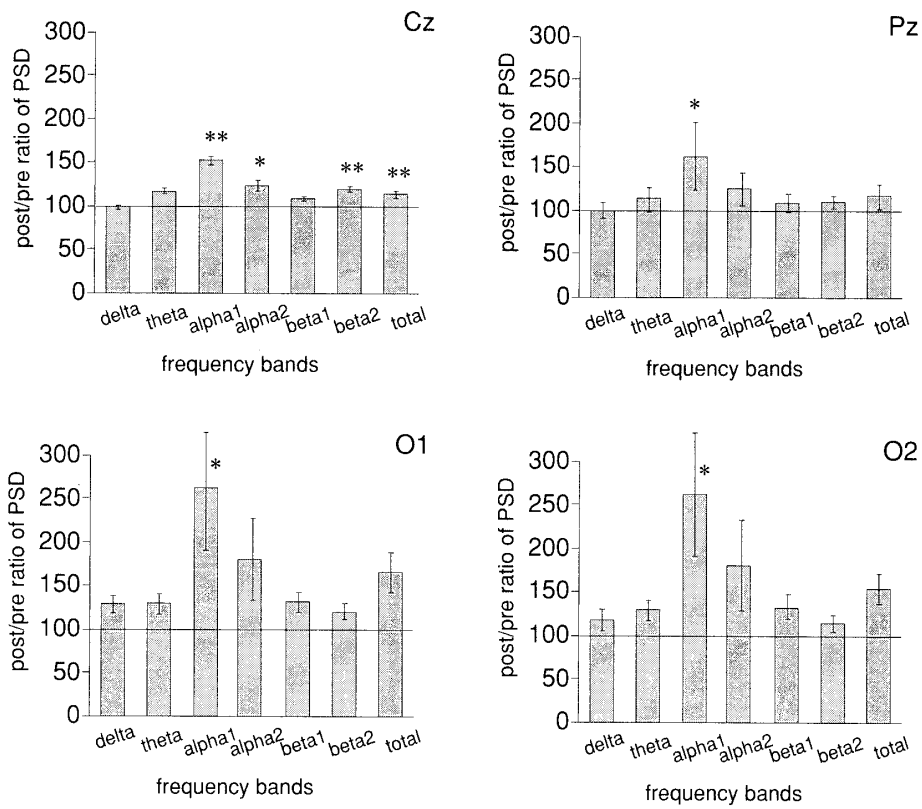 Cz
post/pre ratio of PSD
300
250
200
150
100
50
0
** * ** **
delta theta alpha1 alpha2 beta1 beta2 total
frequency bands
Pz
post/pre ratio of PSD
300
250
200
150
100
50
0
*
delta theta alpha1 alpha2 beta1 beta2 total
frequency bands
O1
post/pre ratio of PSD
300
250
200
150
100
50
0
*
delta theta alpha1 alpha2 beta1 beta2 total
frequency bands
O2
post/pre ratio of PSD
300
250
200
150
100
50
0
*
delta theta alpha1 alpha2 beta1 beta2 total
frequency bands